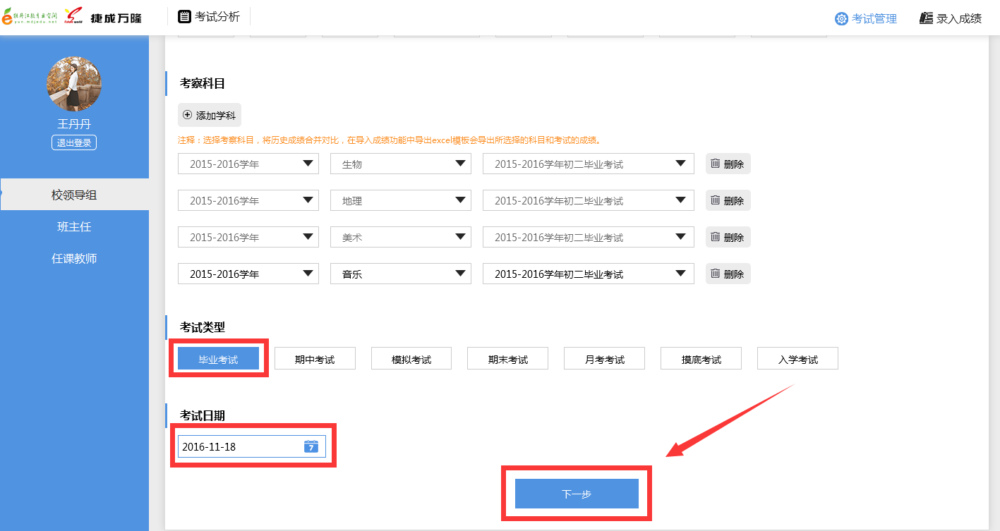 牡丹江教育云空间
yun.mdjedu.net
future world
捷成万隆
考试分析
考试管理
录入成绩
王丹丹
退出登录
校领导组
班主任
任课教师
考察科目
添加学科
注释：选择考察科目，将历史成绩合并对比，在导入成绩功能中导出excel模板会导出所选择的科目和考试的成绩。
2015-2016学年 生物 2015-2016学年初二毕业考试 删除
2015-2016学年 地理 2015-2016学年初二毕业考试 删除
2015-2016学年 美术 2015-2016学年初二毕业考试 删除
2015-2016学年 音乐 2015-2016学年初二毕业考试 删除
考试类型
毕业考试 期中考试 模拟考试 期末考试 月考考试 摸底考试 入学考试
考试日期
2016-11-18 7
下一步